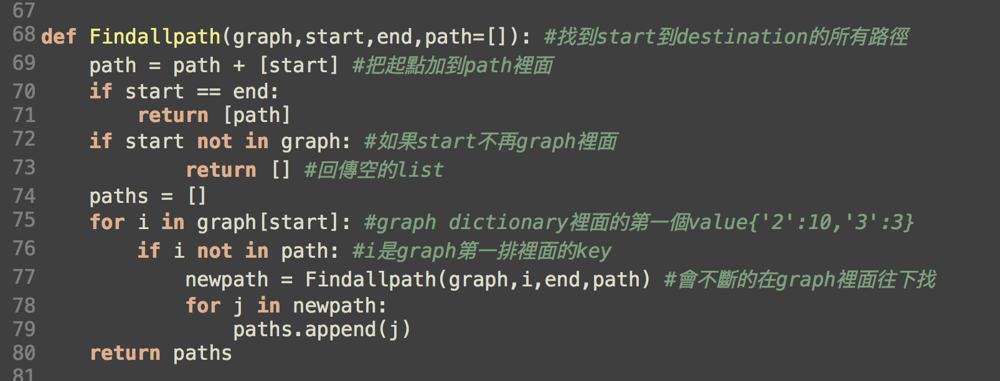 67
68 def Findallpath(graph,start,end,path=[]): #找到start到destination的所有路徑
69     path = path + [start] #把起點加到path裡面
70     if start == end:
71         return [path]
72     if start not in graph: #如果start不再graph裡面
73             return [] #回傳空的list
74     paths = []
75     for i in graph[start]: #graph dictionary裡面的第一個value{'2':10,'3':3}
76         if i not in path: #i是graph第一排裡面的key
77             newpath = Findallpath(graph,i,end,path) #會不斷的在graph裡面往下找
78             for j in newpath:
79                 paths.append(j)
80     return paths
81